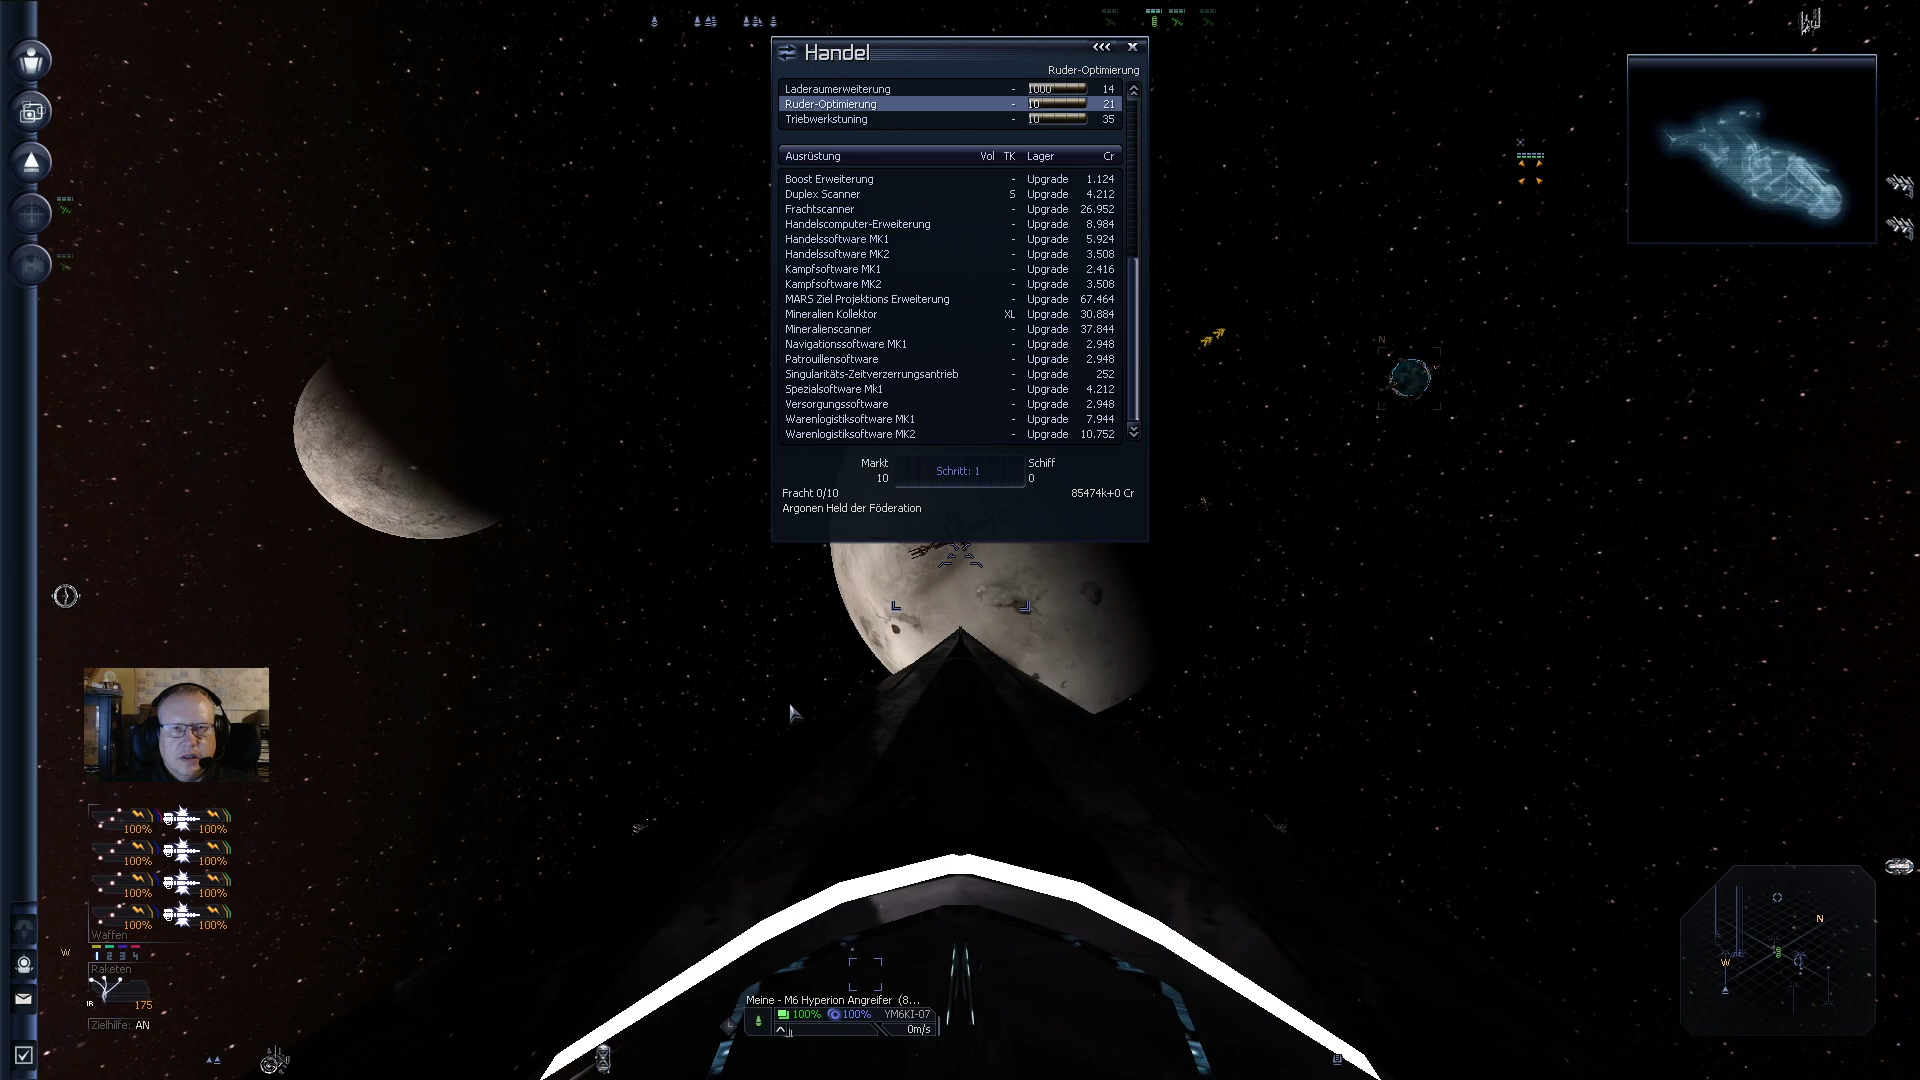 Handel
Ruder-Optimierung
Laderaumerweiterung - 1000 14
Ruder-Optimierung - 10 21
Triebwerkstuning - 10 35
Ausrüstung Vol TK Lager Cr
Boost Erweiterung - Upgrade 1.124
Duplex Scanner S Upgrade 4.212
Frachtscanner - Upgrade 26.952
Handelscomputer-Erweiterung - Upgrade 8.984
Handelssoftware MK1 - Upgrade 5.924
Handelssoftware MK2 - Upgrade 3.508
Kampfsoftware MK1 - Upgrade 2.416
Kampfsoftware MK2 - Upgrade 3.508
MARS Ziel Projektions Erweiterung - Upgrade 67.464
Mineralien Kollektor XL Upgrade 30.884
Mineralienscanner - Upgrade 37.844
Navigationssoftware MK1 - Upgrade 2.948
Patrouillensoftware - Upgrade 2.948
Singularitäts-Zeitverzerrungsantrieb - Upgrade 252
Spezialsoftware Mk1 - Upgrade 4.212
Versorgungssoftware - Upgrade 2.948
Warenlogistiksoftware MK1 - Upgrade 7.944
Warenlogistiksoftware MK2 - Upgrade 10.752
Markt Schritt: 1 Schiff
10 0
Fracht 0/10 85474k+0 Cr
Argonen Held der Föderation
N
100% 100%
100% 100%
100% 100%
100% 100%
Waffen
W 1 2 3 4
Raketen
IR 175
Zielhilfe: AN
Meine - M6 Hyperion Angreifer (8...
100% 100% YM6KI-07
0m/s
N
W